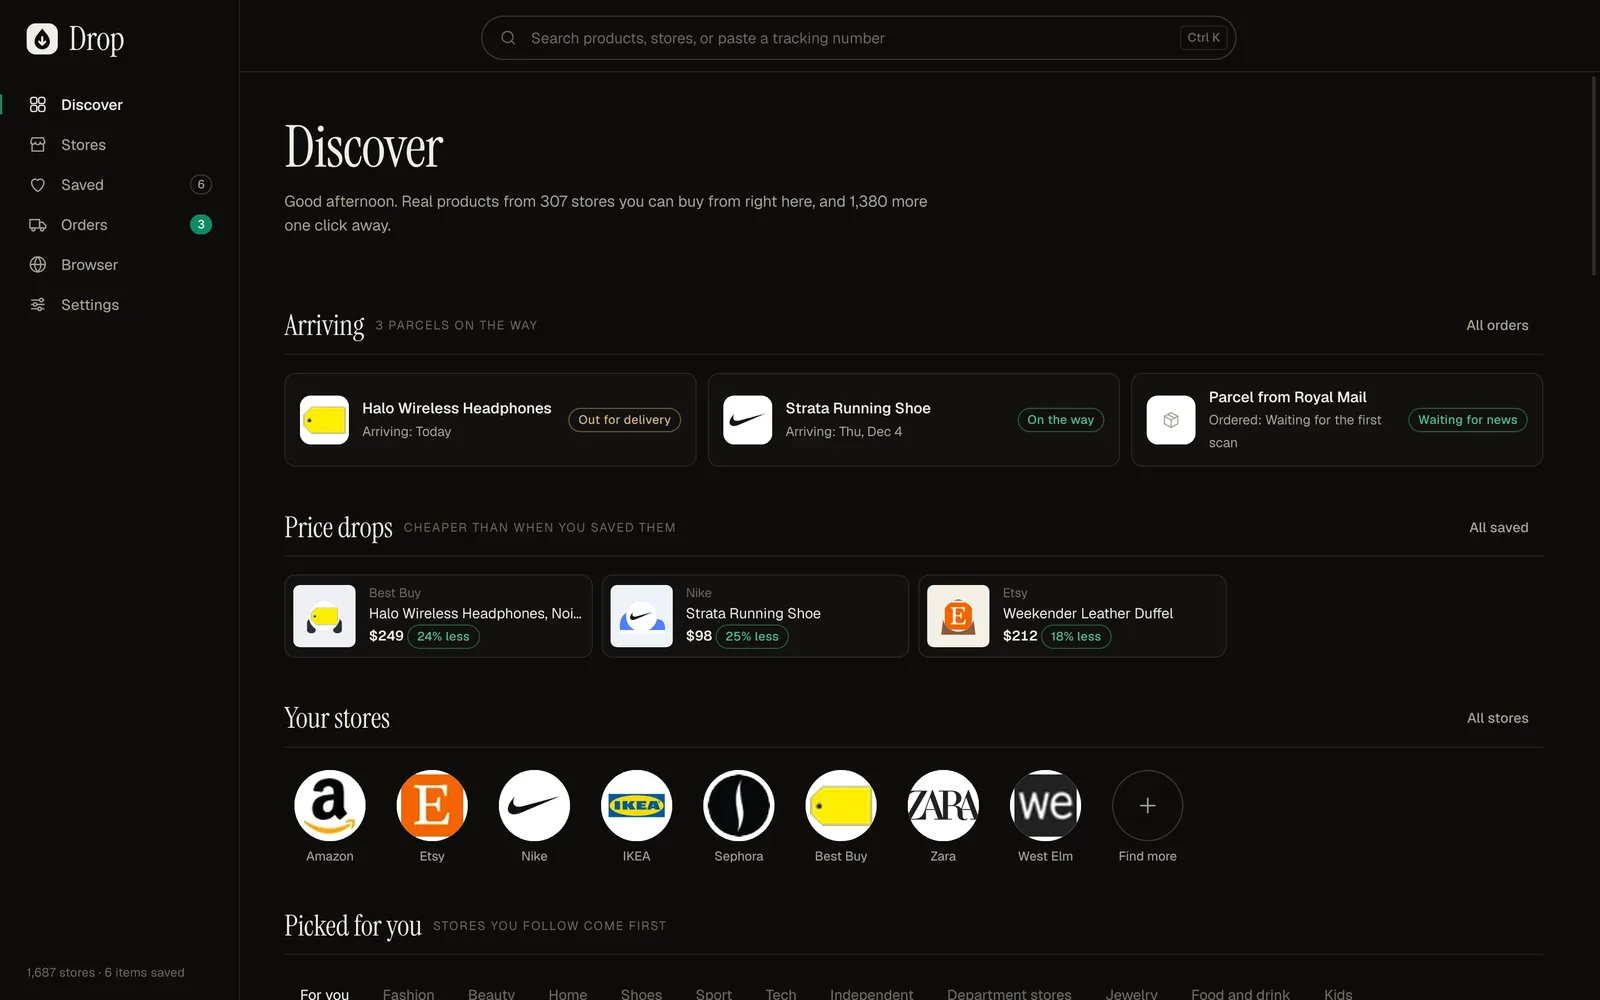 Drop
Search products, stores, or paste a tracking number
Ctrl K
Discover
Stores
Saved
6
Orders
3
Browser
Settings
1,687 stores · 6 items saved
Discover
Good afternoon. Real products from 307 stores you can buy from right here, and 1,380 more
one click away.
Arriving 3 PARCELS ON THE WAY
All orders
Halo Wireless Headphones
Arriving: Today
Out for delivery
Strata Running Shoe
Arriving: Thu, Dec 4
On the way
Parcel from Royal Mail
Ordered: Waiting for the first
scan
Waiting for news
Price drops CHEAPER THAN WHEN YOU SAVED THEM
All saved
Best Buy
Halo Wireless Headphones, Noi...
$249 24% less
Nike
Strata Running Shoe
$98 25% less
E
Etsy
Weekender Leather Duffel
$212 18% less
Your stores
All stores
a
Amazon
E
Etsy
Nike
IKEA
IKEA
Sephora
Best Buy
ZARA
Zara
we
West Elm
Find more
Picked for you STORES YOU FOLLOW COME FIRST
For you Fashion Beauty Home Shoes Sport Tech Independent Department stores Jewelry Food and drink Kids